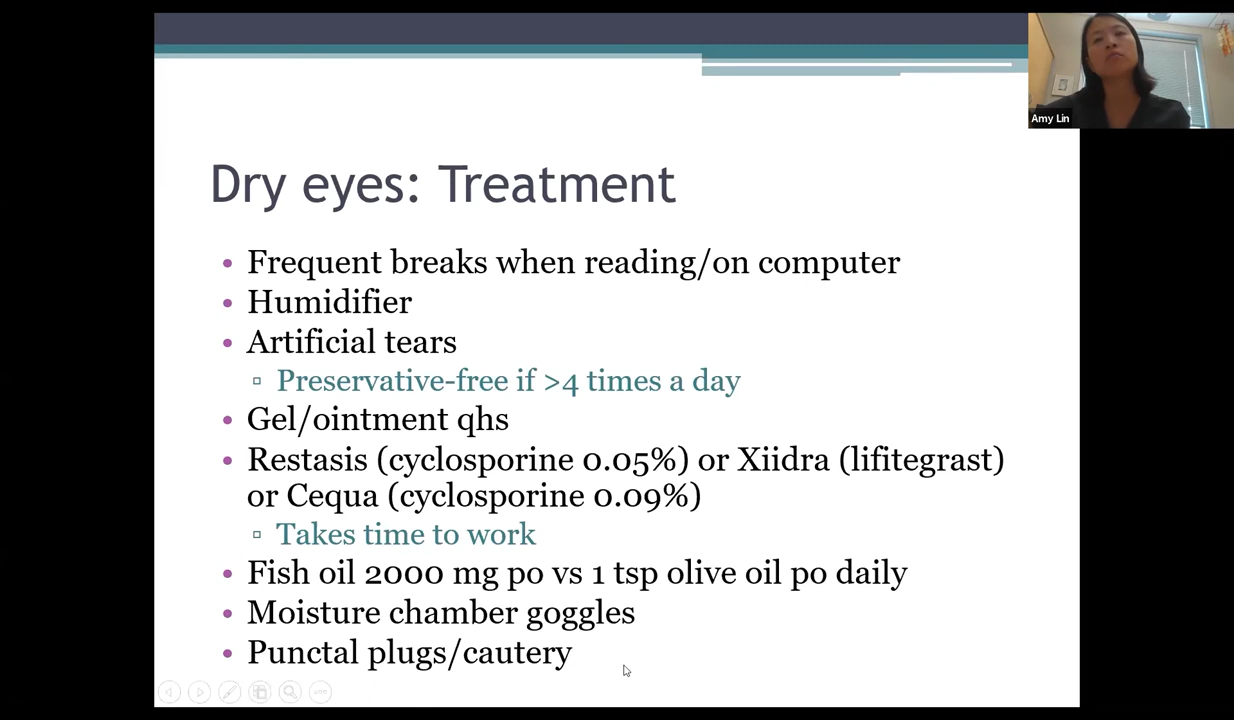 Amy Lin
Dry eyes: Treatment
• Frequent breaks when reading/on computer
• Humidifier
• Artificial tears
▫ Preservative-free if >4 times a day
• Gel/ointment qhs
• Restasis (cyclosporine 0.05%) or Xiidra (lifitegrast)
or Cequa (cyclosporine 0.09%)
▫ Takes time to work
• Fish oil 2000 mg po vs 1 tsp olive oil po daily
• Moisture chamber goggles
• Punctal plugs/cautery